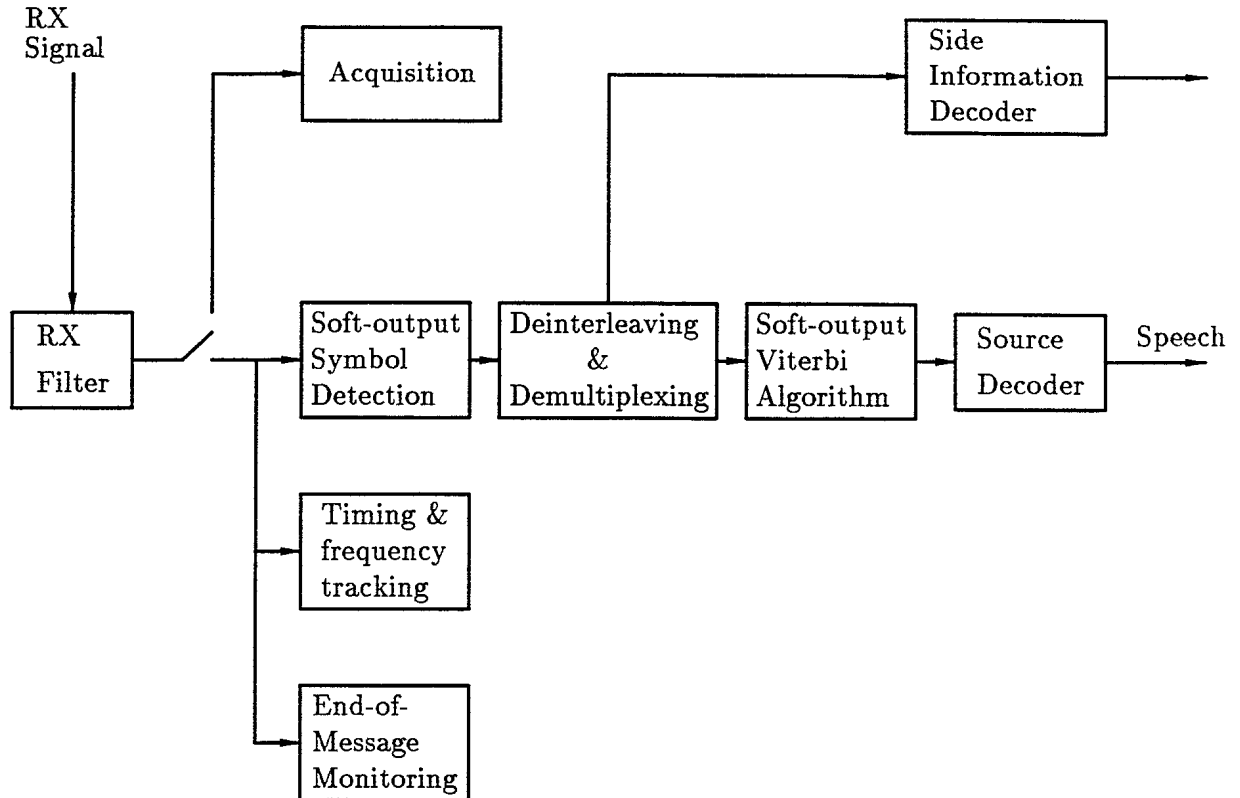 RX
Signal
Acquisition
Side
Information
Decoder
RX
Filter
Soft-output
Symbol
Detection
Deinterleaving
&
Demultiplexing
Soft-output
Viterbi
Algorithm
Source
Decoder
Speech
Timing &
frequency
tracking
End-of-
Message
Monitoring